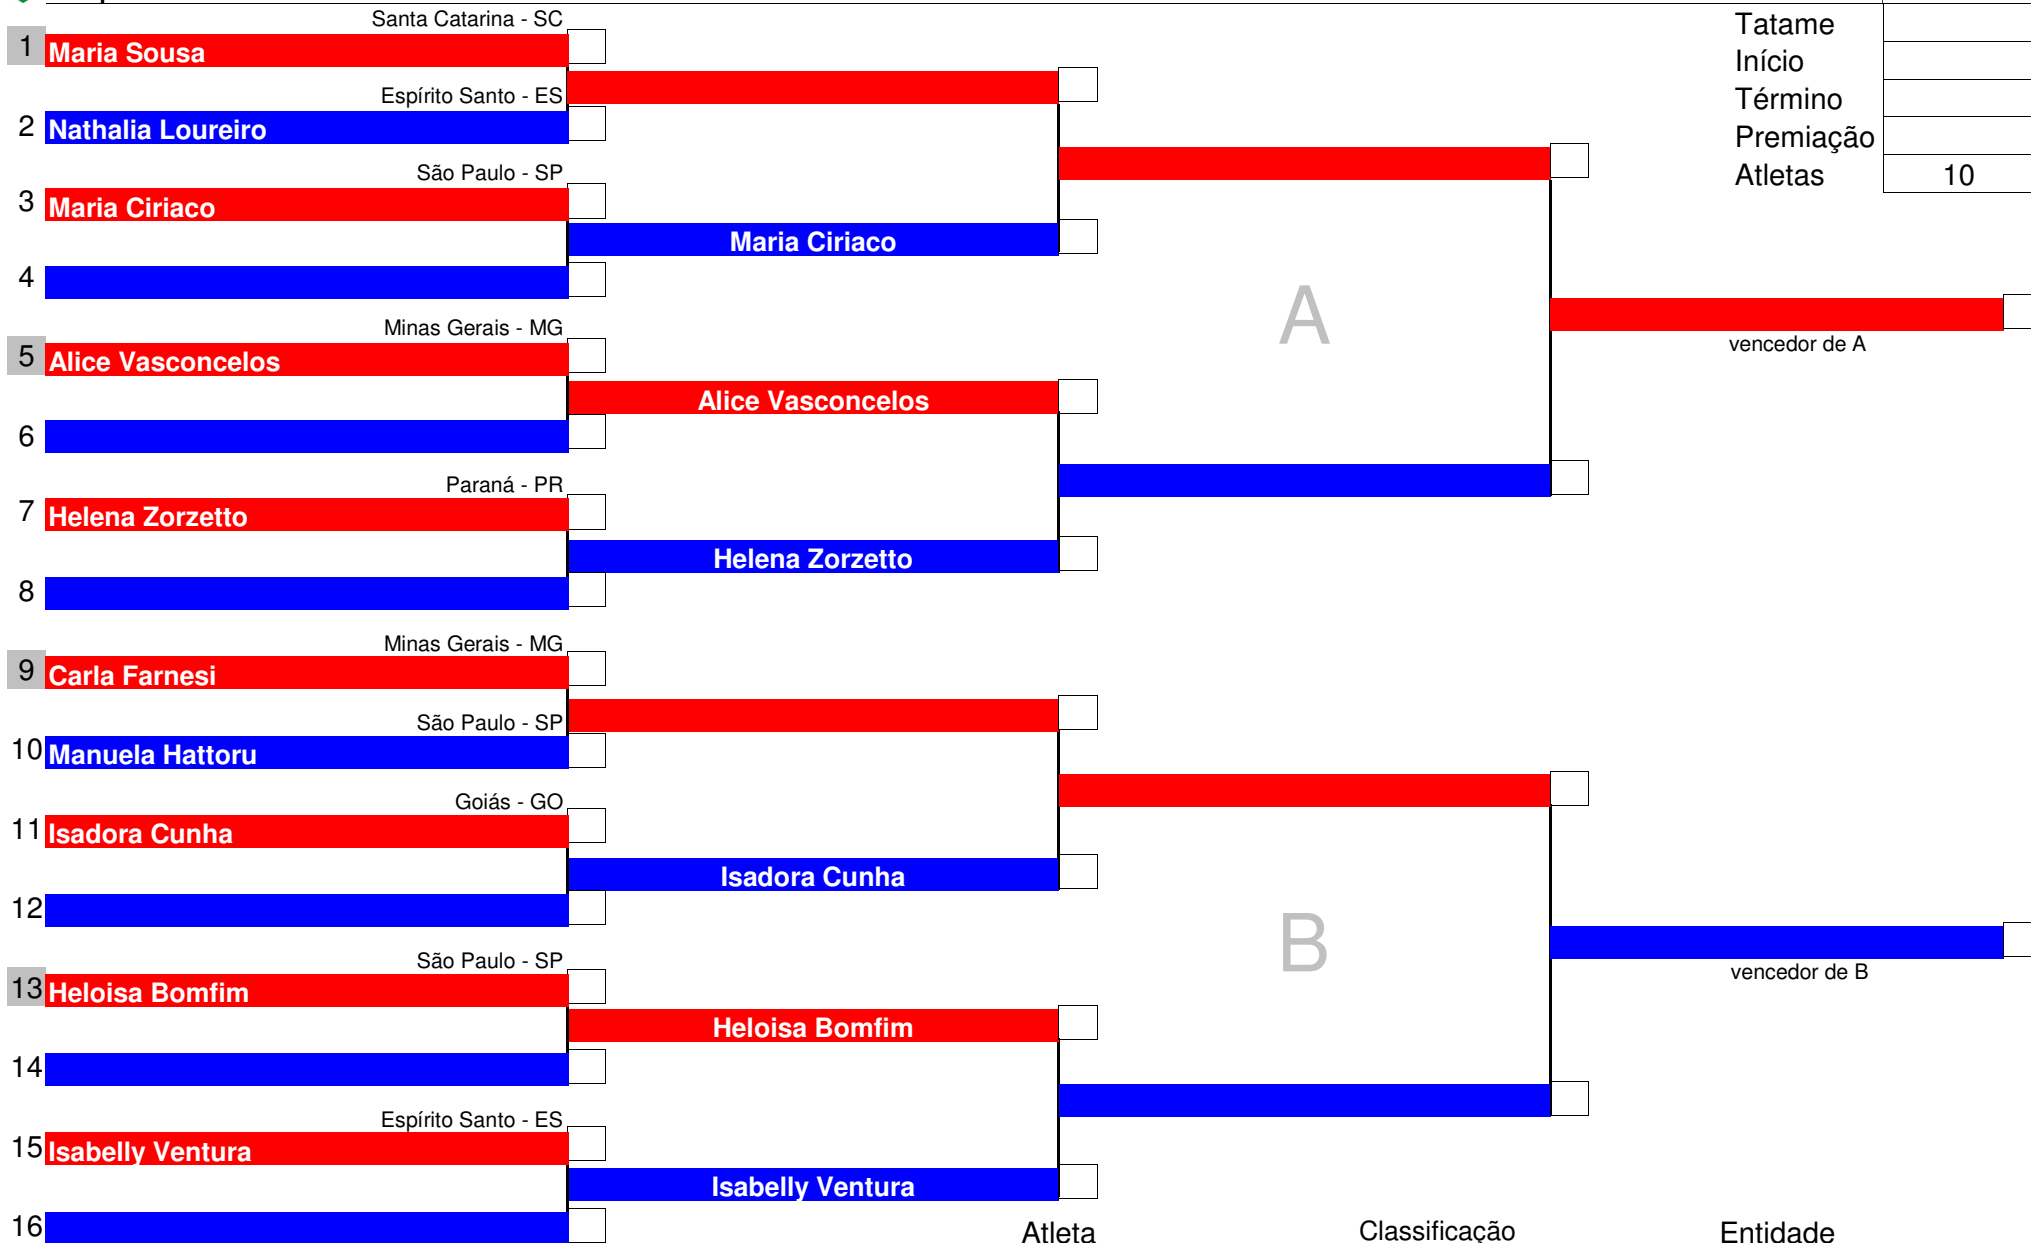 Santa Catarina - SC
1 Maria Sousa
Espírito Santo - ES
2 Nathalia Loureiro
São Paulo - SP
3 Maria Ciriaco
Maria Ciriaco
4
Minas Gerais - MG
5 Alice Vasconcelos
Alice Vasconcelos
6
Paraná - PR
7 Helena Zorzetto
Helena Zorzetto
8
Minas Gerais - MG
9 Carla Farnesi
São Paulo - SP
10 Manuela Hattoru
Goiás - GO
11 Isadora Cunha
Isadora Cunha
12
São Paulo - SP
13 Heloisa Bomfim
Heloisa Bomfim
14
Espírito Santo - ES
15 Isabelly Ventura
Isabelly Ventura
16
A
B
vencedor de A
vencedor de B
Tatame
Início
Término
Premiação
Atletas 10
Atleta Classificação Entidade